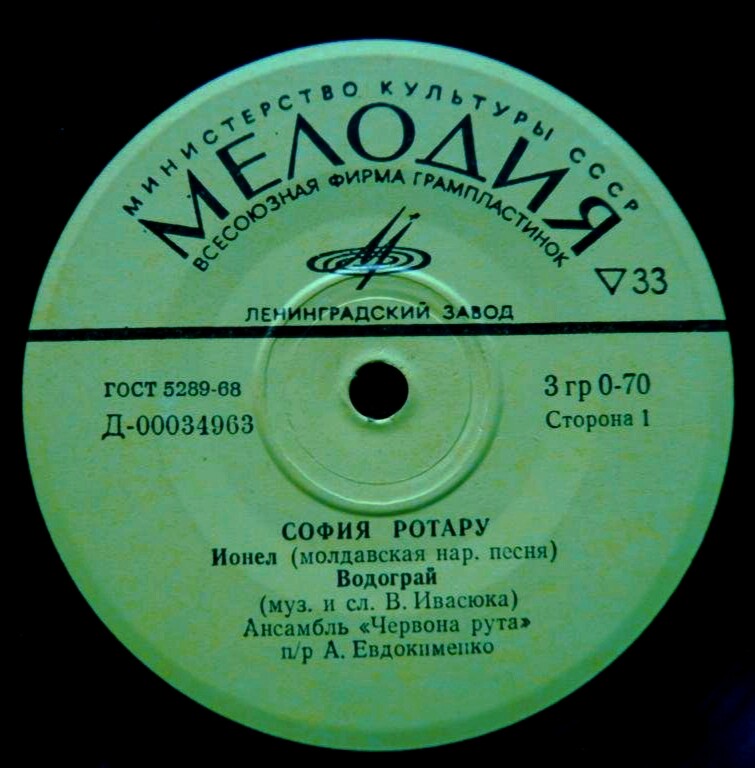 МИНИСТЕРСТВО КУЛЬТУРЫ СССР
МЕЛОДИЯ
ВСЕСОЮЗНАЯ ФИРМА ГРАМПЛАСТИНОК
▽33
ЛЕНИНГРАДСКИЙ ЗАВОД
ГОСТ 5289-68
3 гр 0-70
Д-00034963
Сторона 1
СОФИЯ РОТАРУ
Ионел (молдавская нар. песня)
Водограй
(муз. и сл. В. Ивасюка)
Ансамбль «Червона рута»
п/р А. Евдокименко